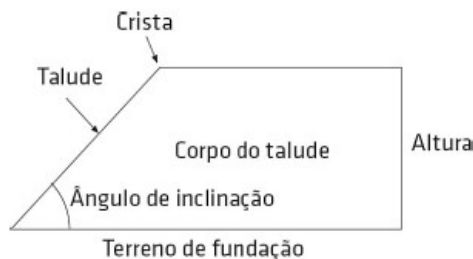 Crista
Talude
Corpo do talude
Altura
Ângulo de inclinação
Terreno de fundação